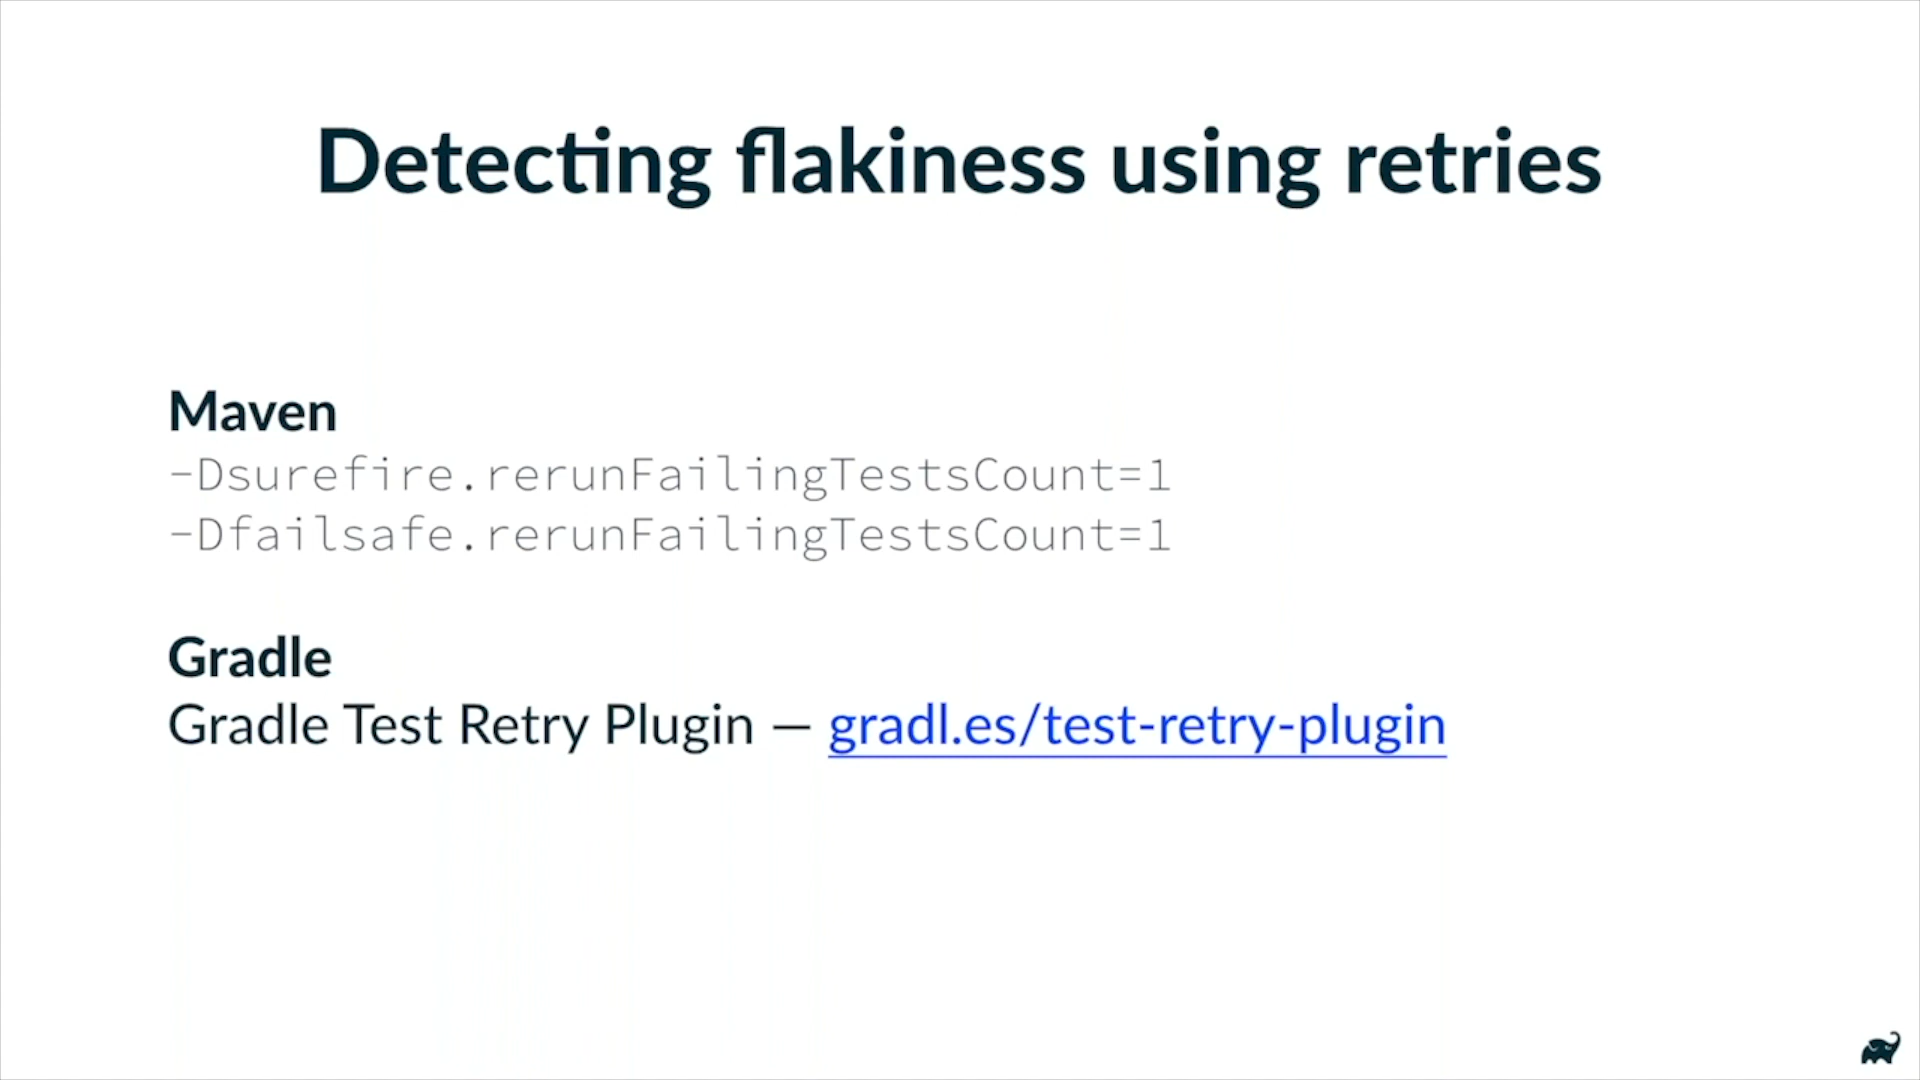 Detecting flakiness using retries
Maven
-Dsurefire.rerunFailingTestsCount=1
-Dfailsafe.rerunFailingTestsCount=1
Gradle
Gradle Test Retry Plugin — gradl.es/test-retry-plugin